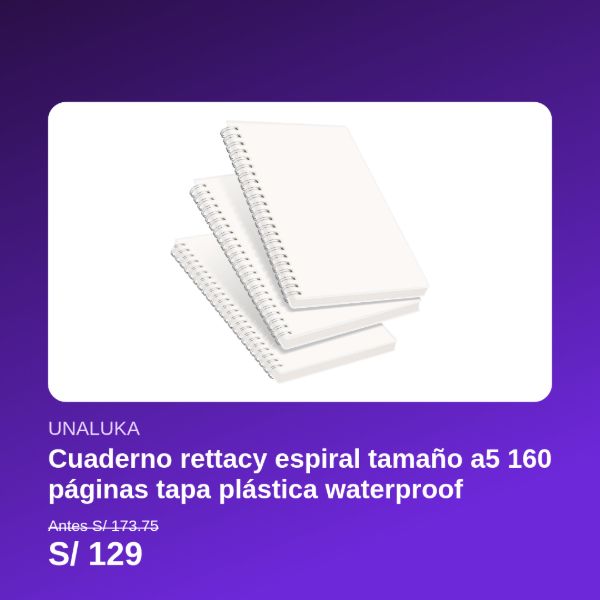 UNALUKA
Cuaderno rettacy espiral tamaño a5 160
páginas tapa plástica waterproof
Antes S/ 173.75
S/ 129